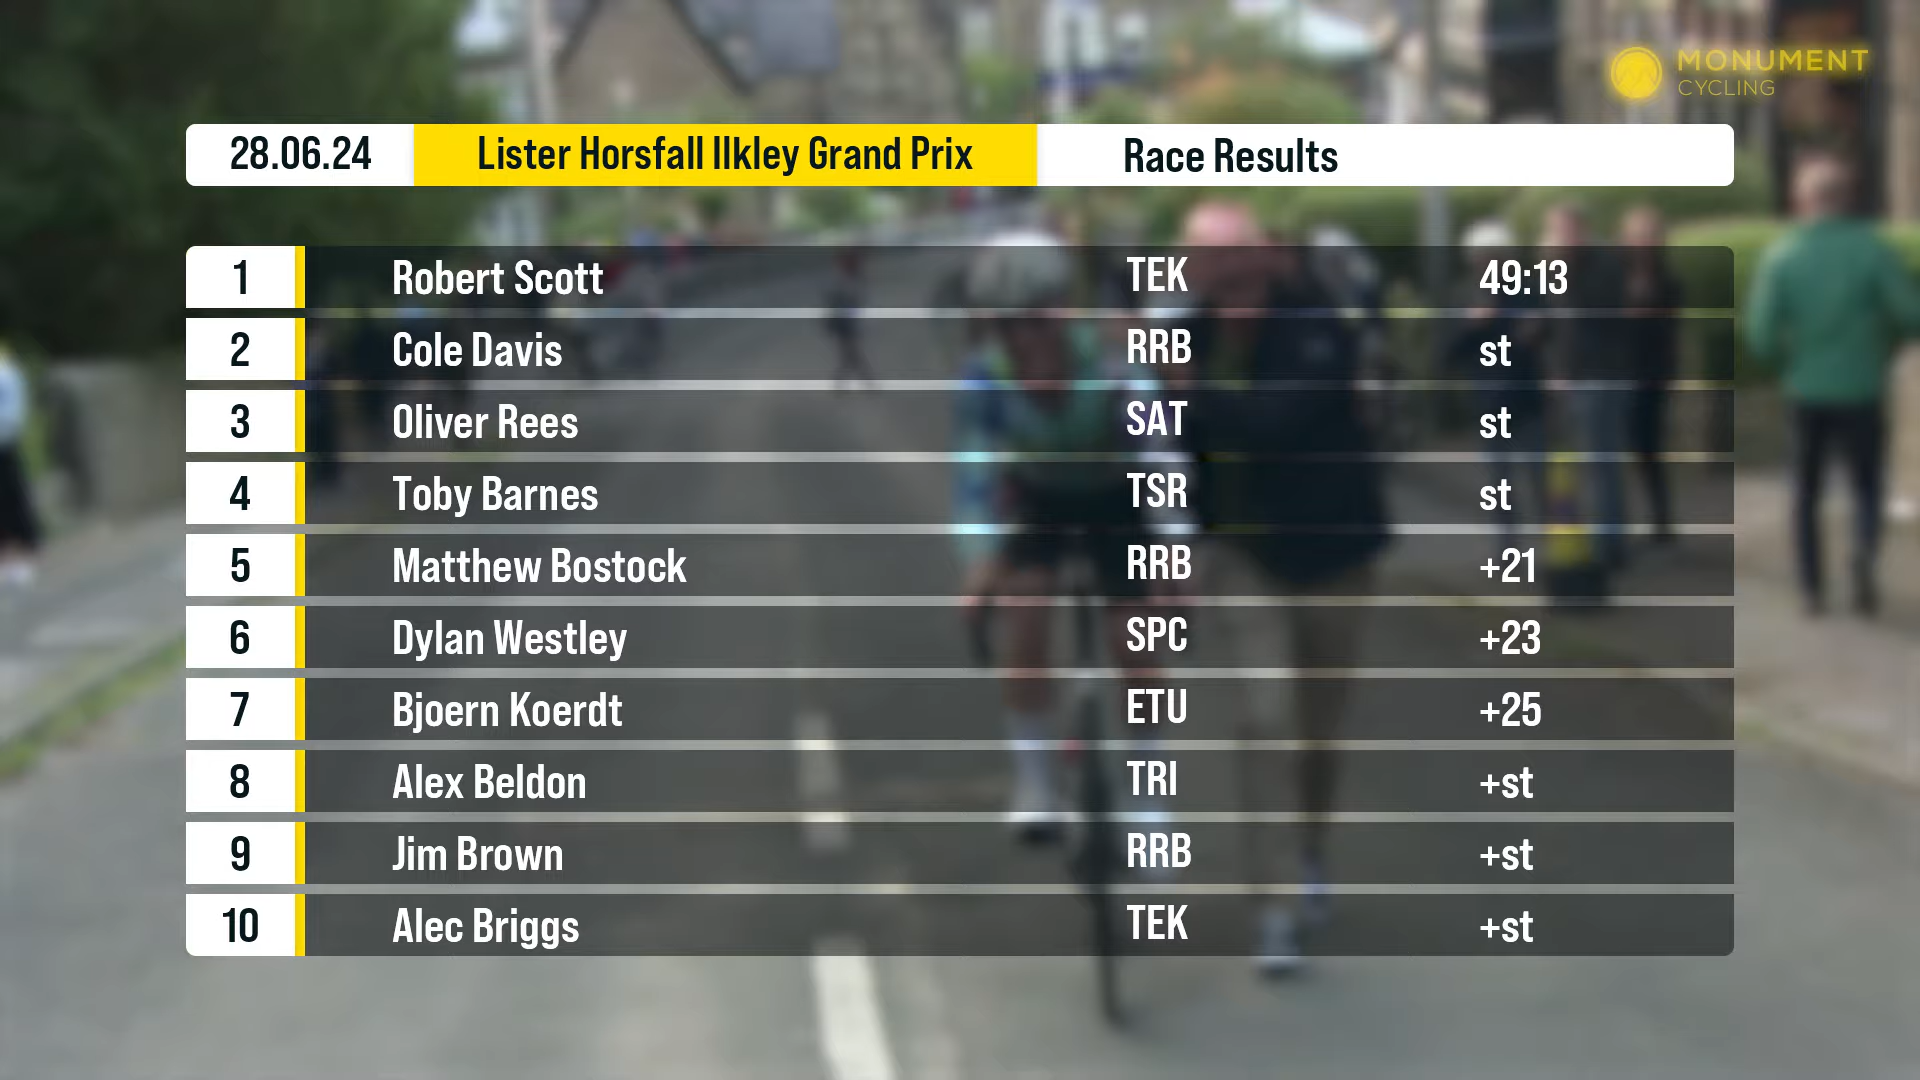 MONUMENT
CYCLING
28.06.24 Lister Horsfall Ilkley Grand Prix Race Results
1 Robert Scott TEK 49:13
2 Cole Davis RRB st
3 Oliver Rees SAT st
4 Toby Barnes TSR st
5 Matthew Bostock RRB +21
6 Dylan Westley SPC +23
7 Bjoern Koerdt ETU +25
8 Alex Beldon TRI +st
9 Jim Brown RRB +st
10 Alec Briggs TEK +st